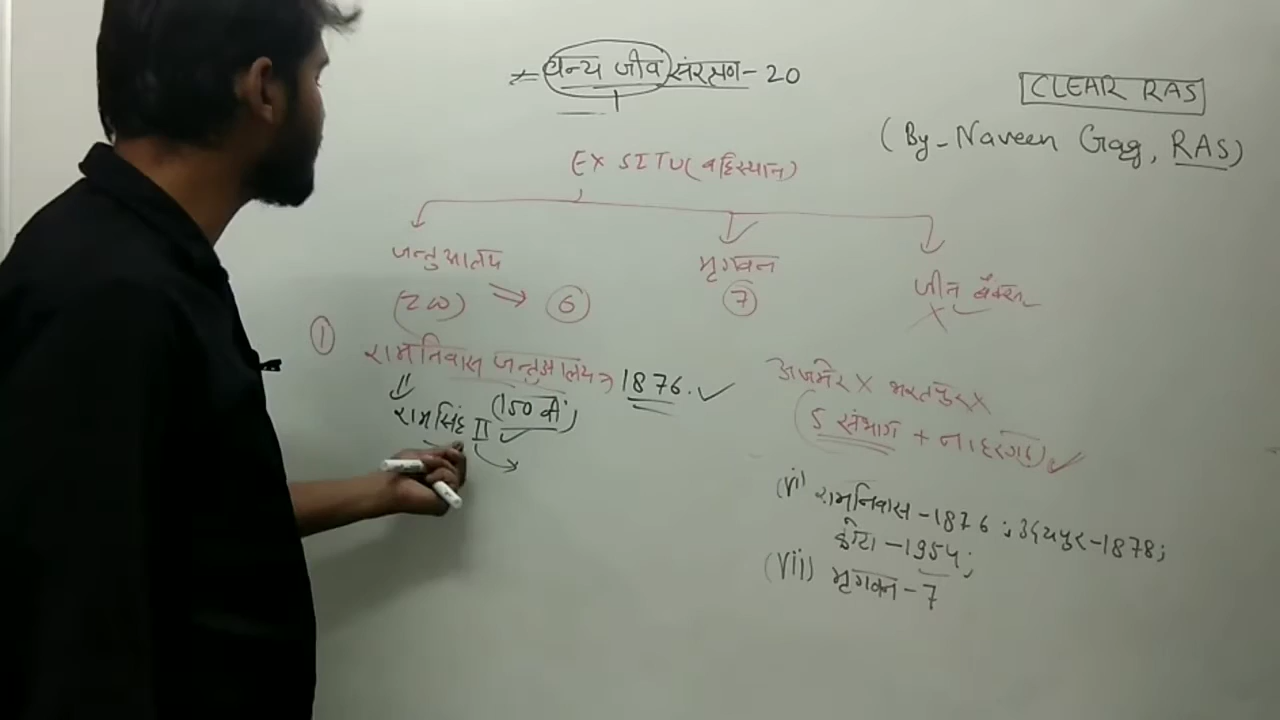 वन्य जीव संरक्षण - 20
CLEAR RAS
(By - Naveen Gagg, RAS)
EX SITU (बहिस्थान)
जन्तुआलय
मृगवन
जीन बैंक्स
(ZOO) ⇒ 6
7
X
① रामनिवास जन्तुआलय → 1876. ✓
रामसिंह II (150 वीं) ✓
अजमेर X भरतपुर X
(5 संभाग + नाहरगढ़) ✓
(vi) रामनिवास - 1876 ; उदयपुर - 1878;
कोटा - 1954;
(vii) मृगवन - 7